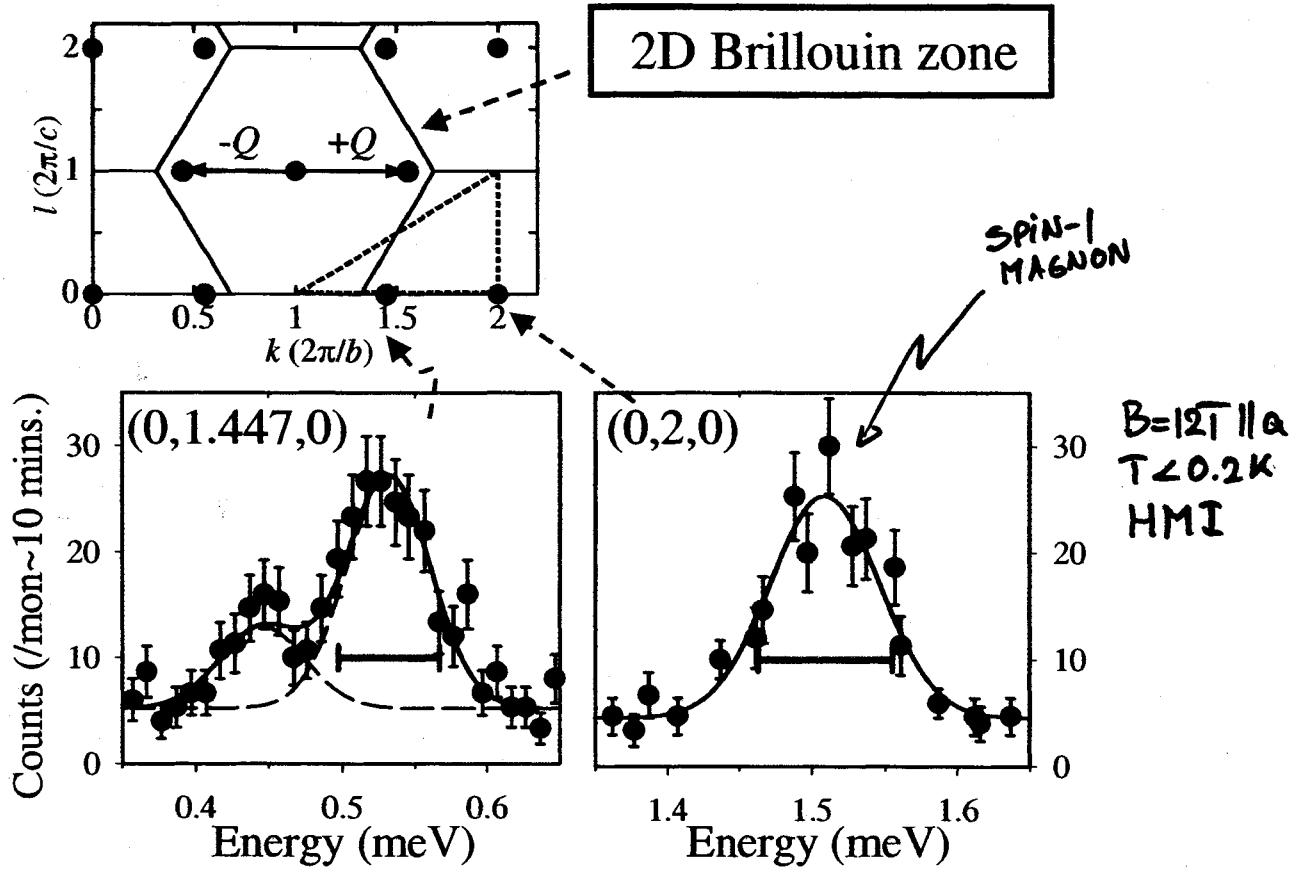 2D Brillouin zone
2
1
0
l (2π/c)
-Q
+Q
0
0.5
1
1.5
2
k (2π/b)
SPIN-1
MAGNON
(0,1.447,0)
30
20
10
0
Counts (/mon~10 mins.)
0.4
0.5
0.6
Energy (meV)
(0,2,0)
30
20
10
0
1.4
1.5
1.6
Energy (meV)
B=12T || a
T<0.2K
HMI